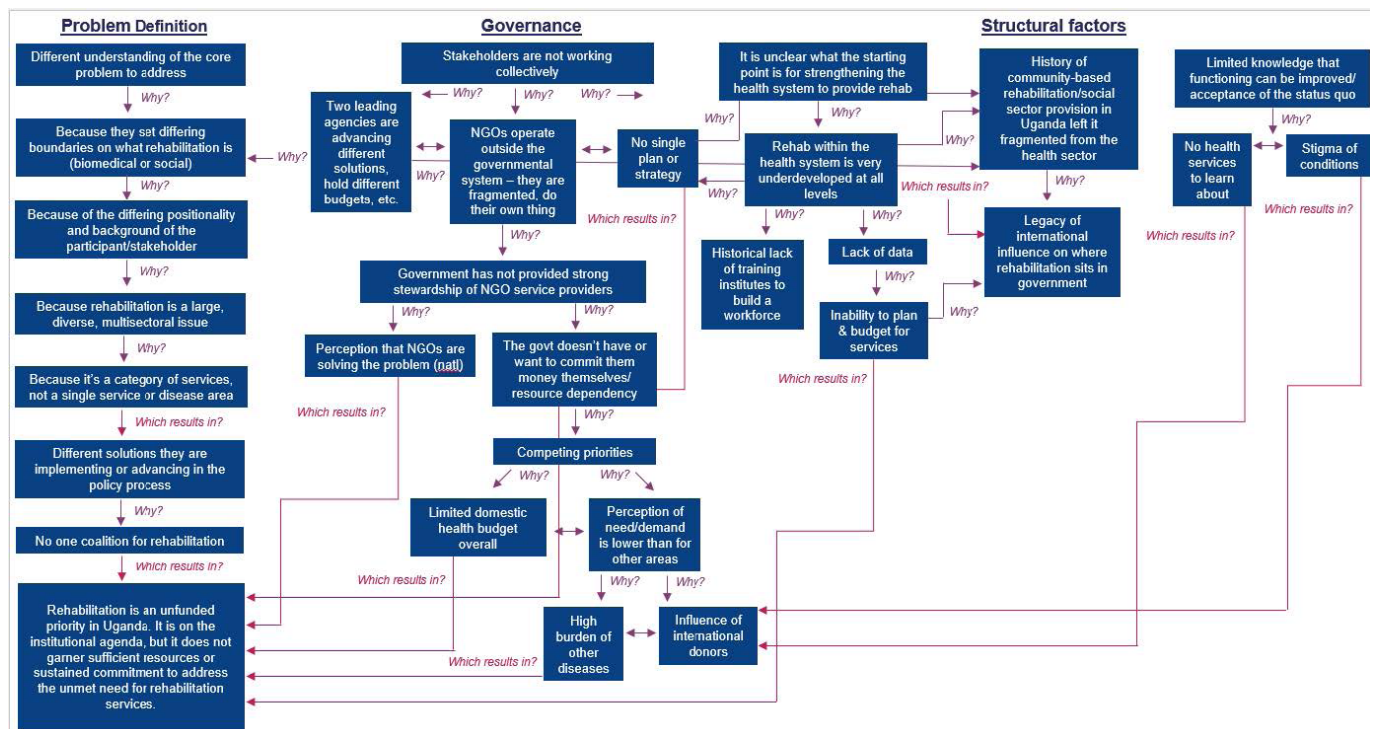 Problem Definition
Different understanding of the core
problem to address
Why?
Because they set differing
boundaries on what rehabilitation is
(biomedical or social)
Why?
Because of the differing positionality
and background of the
participant/stakeholder
Why?
Because rehabilitation is a large,
diverse, multisectoral issue
Why?
Because it's a category of services,
not a single service or disease area
Which results in?
Different solutions they are
implementing or advancing in the
policy process
Why?
No one coalition for rehabilitation
Which results in?
Rehabilitation is an unfunded
priority in Uganda. It is on the
institutional agenda, but it does not
garner sufficient resources or
sustained commitment to address
the unmet need for rehabilitation
services.
Governance
Stakeholders are not working
collectively
Why?
Why?
Why?
Two leading
agencies are
advancing
different
solutions,
hold different
budgets, etc.
Why?
Why?
NGOs operate
outside the
governmental
system – they are
fragmented, do
their own thing
No single
plan or
strategy
Why?
Which results in?
Why?
Government has not provided strong
stewardship of NGO service providers
Why?
Why?
Perception that NGOs are
solving the problem (natl)
Which results in?
The govt doesn't have or
want to commit them
money themselves/
resource dependency
Why?
Competing priorities
Why?
Why?
Limited domestic
health budget
overall
Which results in?
Perception of
need/demand
is lower than for
other areas
Why?
Why?
High
burden of
other
diseases
Which results in?
Influence of
international
donors
Structural factors
It is unclear what the starting
point is for strengthening the
health system to provide rehab
Why?
Rehab within the
health system is very
underdeveloped at all
levels
Why?
Why?
Which results in?
Why?
Why?
Historical lack
of training
institutes to
build a
workforce
Lack of data
Why?
Inability to plan
& budget for
services
Why?
Which results in?
History of
community-based
rehabilitation/social
sector provision in
Uganda left it
fragmented from the
health sector
Why?
Legacy of
international
influence on where
rehabilitation sits in
government
Limited knowledge that
functioning can be improved/
acceptance of the status quo
Why?
No health
services
to learn
about
Which results in?
Stigma of
conditions
Which results in?